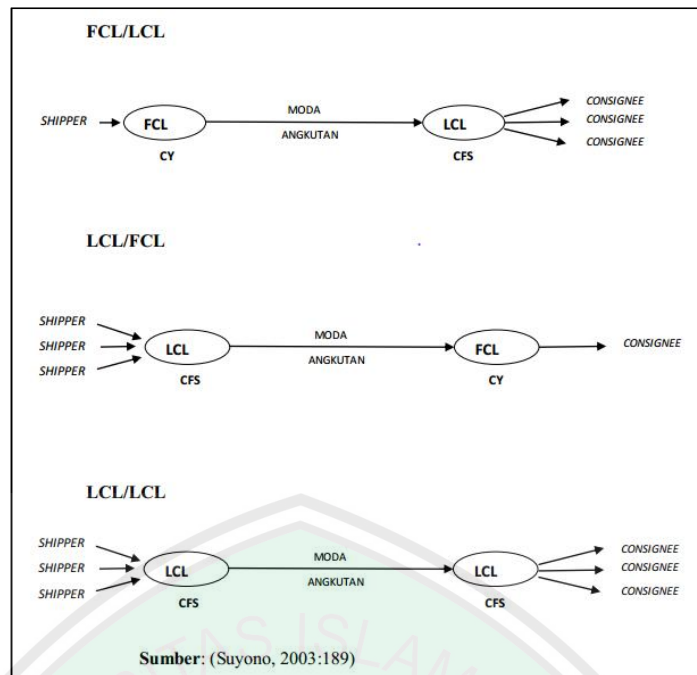 FCL/LCL
SHIPPER
FCL
CY
MODA
ANGKUTAN
LCL
CFS
CONSIGNEE
CONSIGNEE
CONSIGNEE
LCL/FCL
SHIPPER
SHIPPER
SHIPPER
LCL
CFS
MODA
ANGKUTAN
FCL
CY
CONSIGNEE
LCL/LCL
SHIPPER
SHIPPER
SHIPPER
LCL
CFS
MODA
ANGKUTAN
LCL
CFS
CONSIGNEE
CONSIGNEE
CONSIGNEE
TAS ISLAM
Sumber: (Suyono, 2003:189)